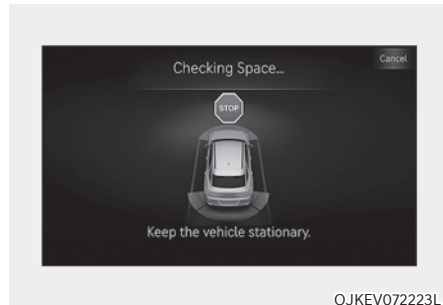 Checking Space...
Cancel
STOP
Keep the vehicle stationary.
OJKEV072223L